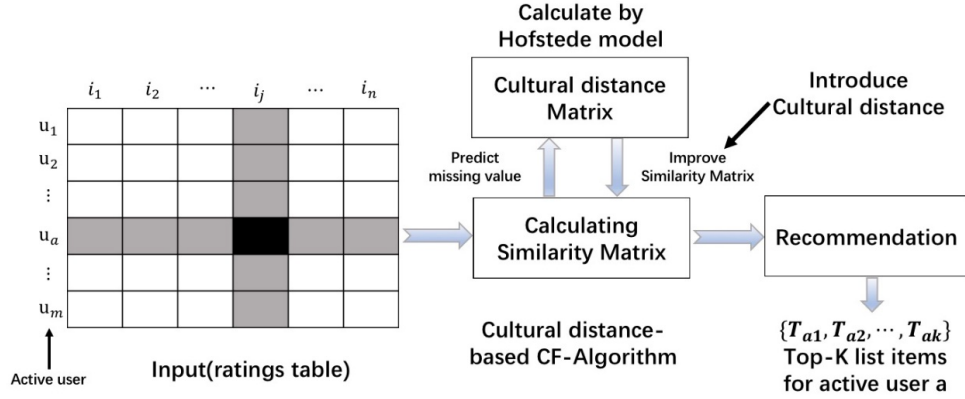 Calculate by
Hofstede model
Cultural distance
Matrix
Introduce
Cultural distance
i₁ i₂ ⋯ iⱼ ⋯ iₙ
u₁
u₂
⋮
uₐ
⋮
uₘ
Predict
missing value
Improve
Similarity Matrix
Calculating
Similarity Matrix
Recommendation
Active user
Input(ratings table)
Cultural distance-
based CF-Algorithm
{Tₐ₁, Tₐ₂, ⋯, Tₐₖ}
Top-K list items
for active user a